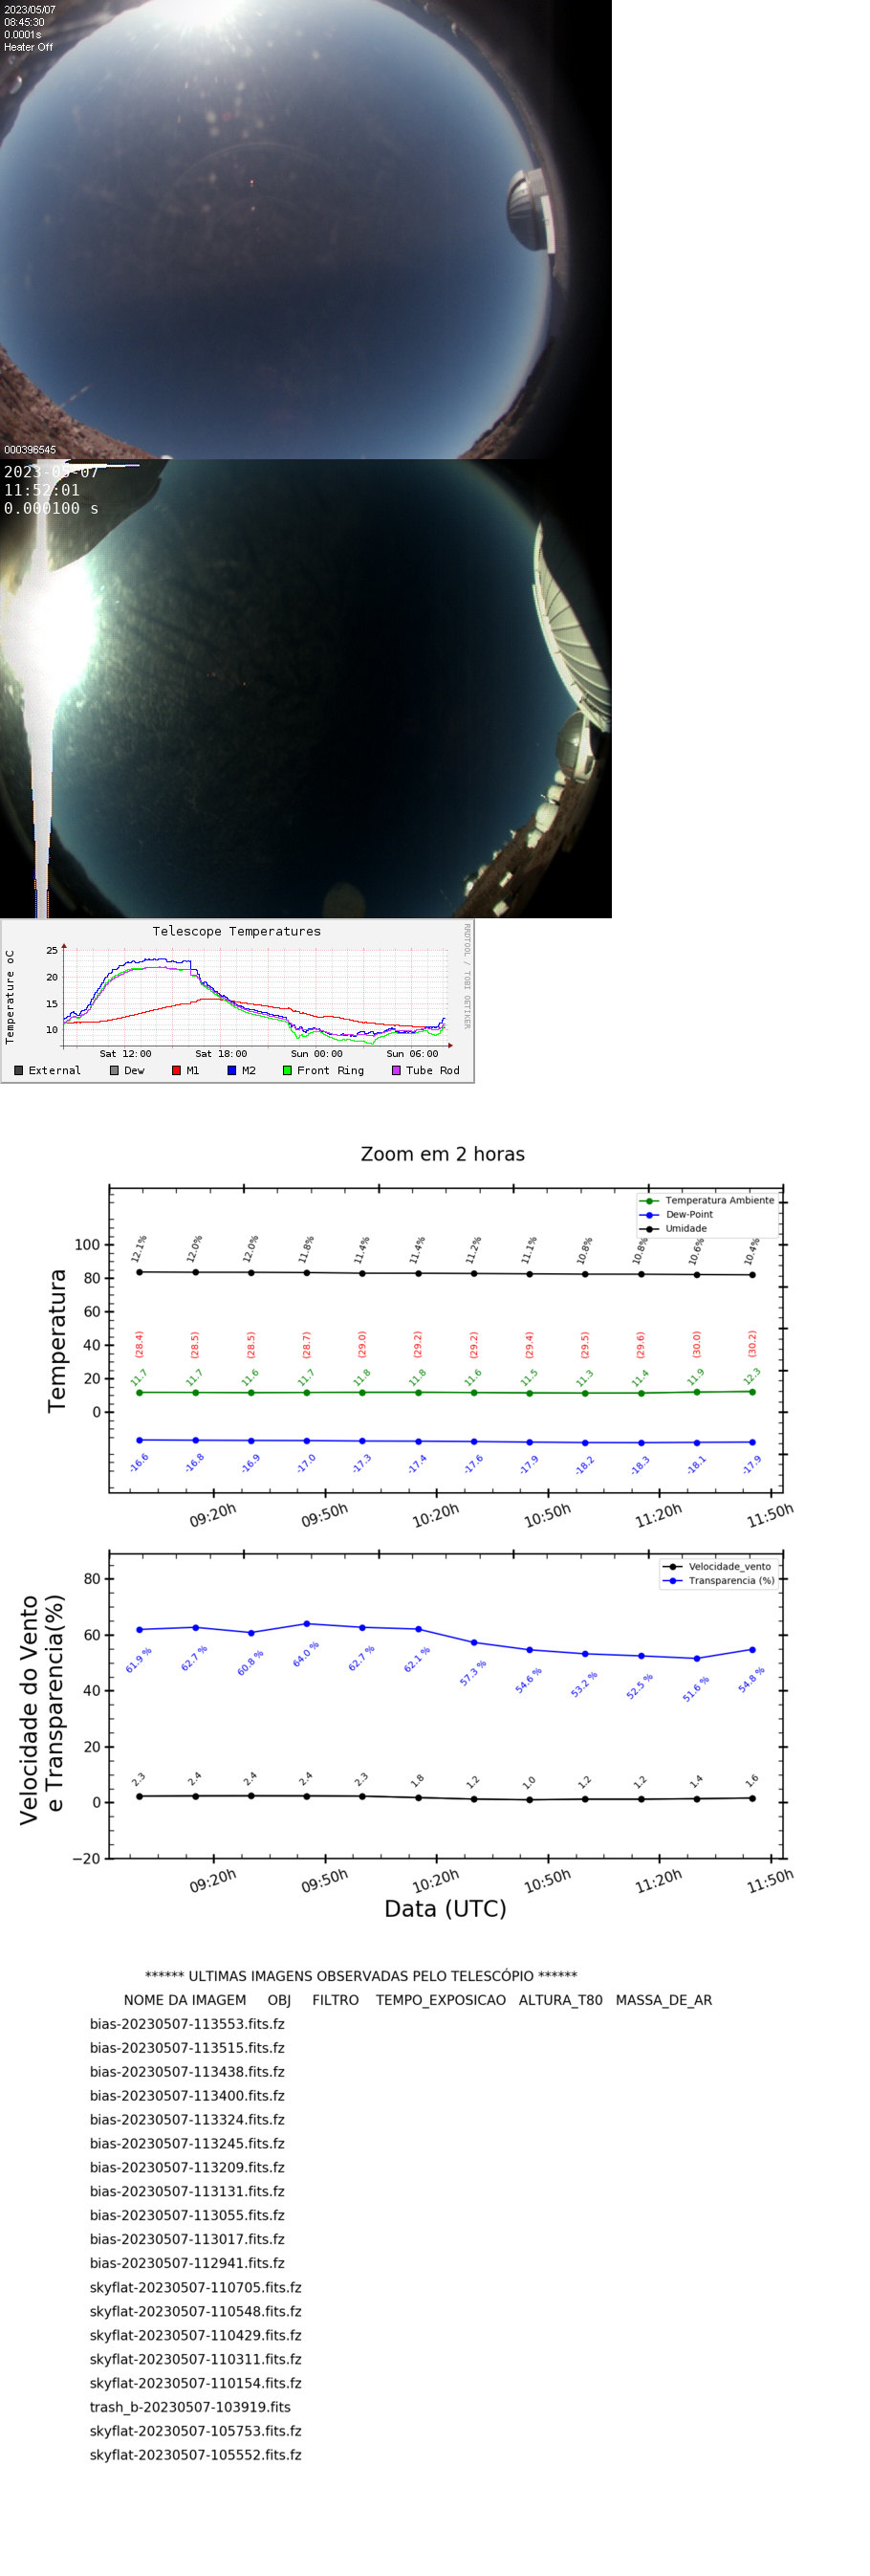 2023/05/07
08:45:30
0.0001s
Heater Off
000396545
2023-05-07
11:52:01
0.000100 s
Telescope Temperatures
RRDTOOL / TOBI OETIKER
Temperature oC
25
20
15
10
Sat 12:00 Sat 18:00 Sun 00:00 Sun 06:00
External Dew M1 M2 Front Ring Tube Rod
Zoom em 2 horas
Temperatura Ambiente
Dew-Point
Umidade
Temperatura
100
80
60
40
20
0
12.1% 12.0% 12.0% 11.8% 11.4% 11.4% 11.2% 11.1% 10.8% 10.8% 10.6% 10.4%
(28.4) (28.5) (28.5) (28.7) (29.0) (29.2) (29.2) (29.4) (29.5) (29.6) (30.0) (30.2)
11.7 11.7 11.6 11.7 11.8 11.8 11.6 11.5 11.3 11.4 11.9 12.3
-16.6 -16.8 -16.9 -17.0 -17.3 -17.4 -17.6 -17.9 -18.2 -18.3 -18.1 -17.9
09:20h 09:50h 10:20h 10:50h 11:20h 11:50h
Velocidade_vento
Transparencia (%)
Velocidade do Vento
e Transparencia(%)
80
60
40
20
0
−20
61.9 % 62.7 % 60.8 % 64.0 % 62.7 % 62.1 % 57.3 % 54.6 % 53.2 % 52.5 % 51.6 % 54.8 %
2.3 2.4 2.4 2.4 2.3 1.8 1.2 1.0 1.2 1.2 1.4 1.6
09:20h 09:50h 10:20h 10:50h 11:20h 11:50h
Data (UTC)
****** ULTIMAS IMAGENS OBSERVADAS PELO TELESCÓPIO ******
NOME DA IMAGEM OBJ FILTRO TEMPO_EXPOSICAO ALTURA_T80 MASSA_DE_AR
bias-20230507-113553.fits.fz
bias-20230507-113515.fits.fz
bias-20230507-113438.fits.fz
bias-20230507-113400.fits.fz
bias-20230507-113324.fits.fz
bias-20230507-113245.fits.fz
bias-20230507-113209.fits.fz
bias-20230507-113131.fits.fz
bias-20230507-113055.fits.fz
bias-20230507-113017.fits.fz
bias-20230507-112941.fits.fz
skyflat-20230507-110705.fits.fz
skyflat-20230507-110548.fits.fz
skyflat-20230507-110429.fits.fz
skyflat-20230507-110311.fits.fz
skyflat-20230507-110154.fits.fz
trash_b-20230507-103919.fits
skyflat-20230507-105753.fits.fz
skyflat-20230507-105552.fits.fz